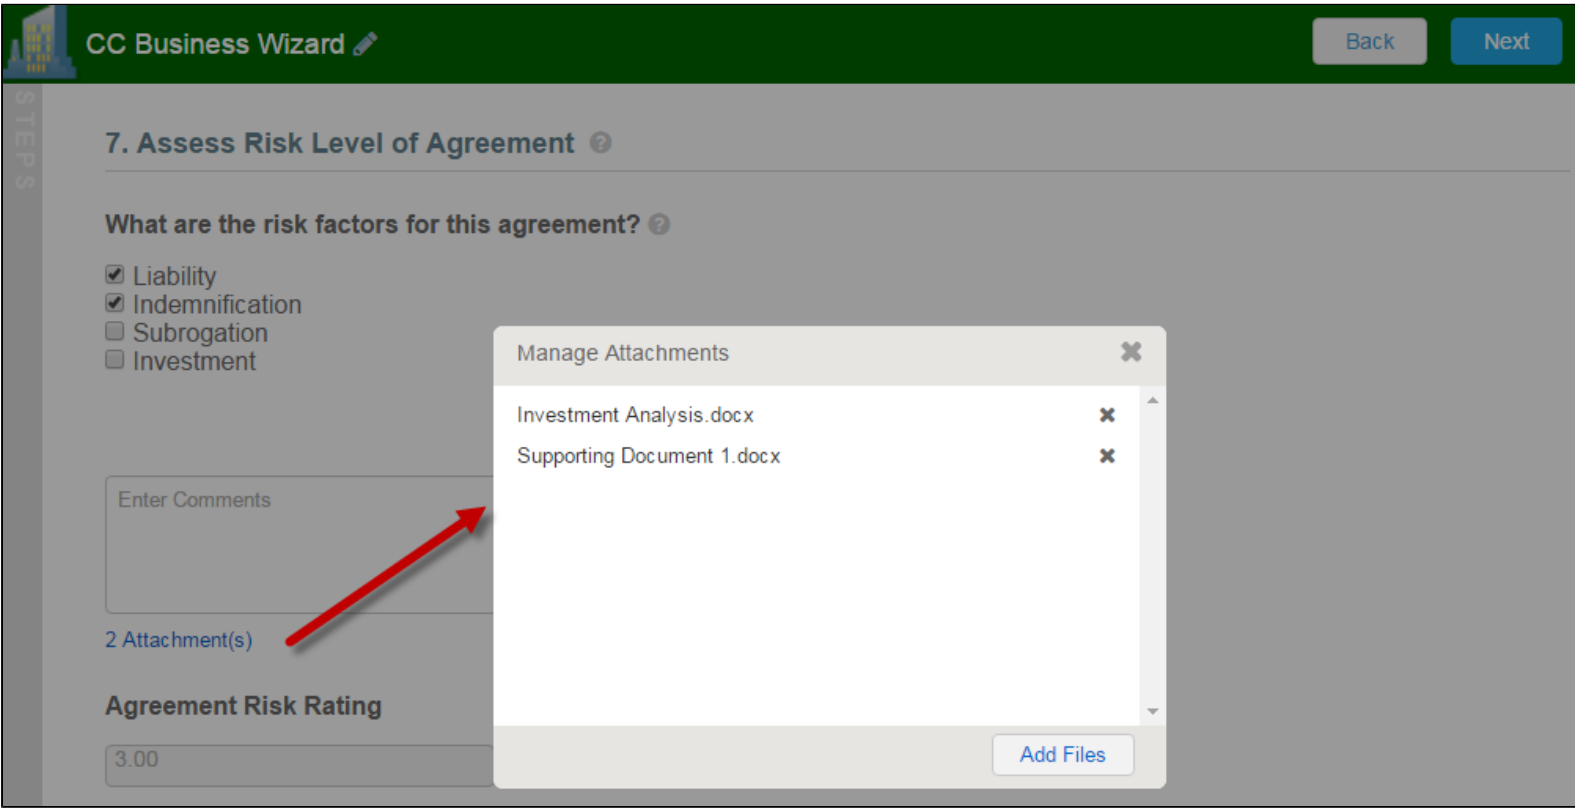 CC Business Wizard
Back
Next
STEPS
7. Assess Risk Level of Agreement ?
What are the risk factors for this agreement? ?
Liability
Indemnification
Subrogation
Investment
Enter Comments
2 Attachment(s)
Agreement Risk Rating
3.00
Manage Attachments
Investment Analysis.docx
Supporting Document 1.docx
Add Files